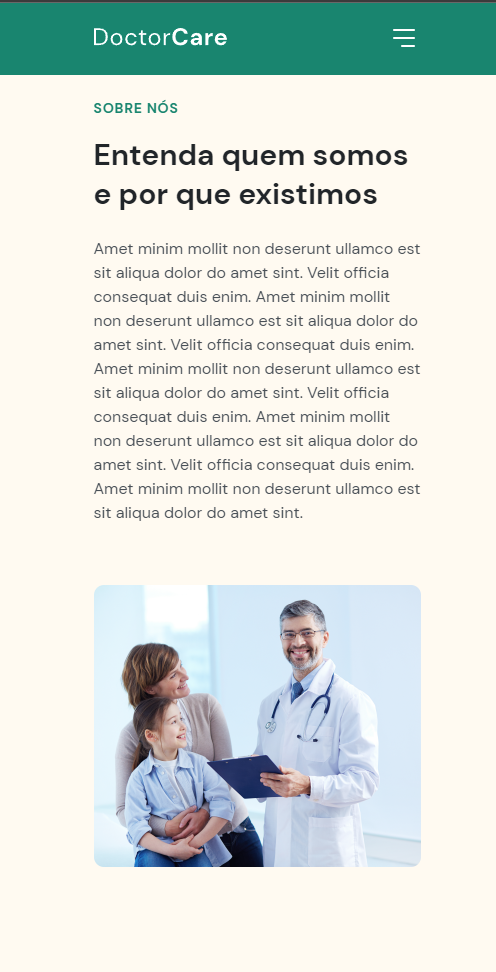 DoctorCare
SOBRE NÓS
Entenda quem somos
e por que existimos
Amet minim mollit non deserunt ullamco est
sit aliqua dolor do amet sint. Velit officia
consequat duis enim. Amet minim mollit
non deserunt ullamco est sit aliqua dolor do
amet sint. Velit officia consequat duis enim.
Amet minim mollit non deserunt ullamco est
sit aliqua dolor do amet sint. Velit officia
consequat duis enim. Amet minim mollit
non deserunt ullamco est sit aliqua dolor do
amet sint. Velit officia consequat duis enim.
Amet minim mollit non deserunt ullamco est
sit aliqua dolor do amet sint.